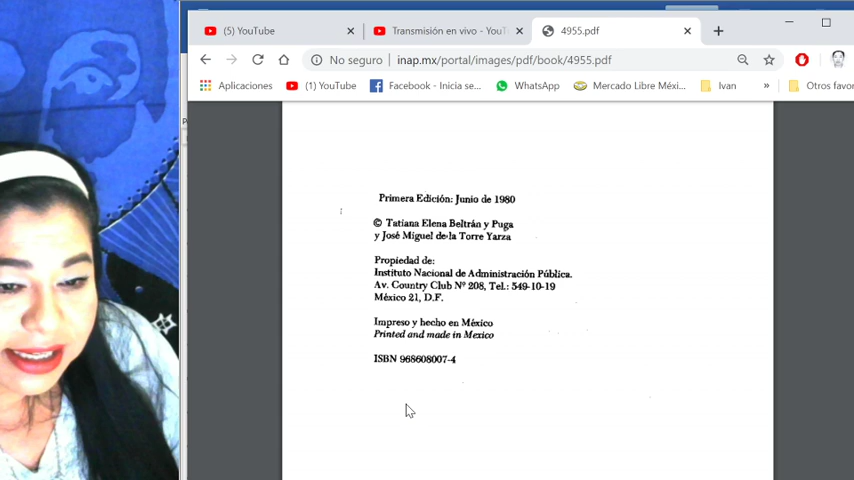 (5) YouTube
Transmisión en vivo - YouT
4955.pdf
No seguro
inap.mx/portal/images/pdf/book/4955.pdf
Aplicaciones
(1) YouTube
Facebook - Inicia se...
WhatsApp
Mercado Libre Méxi...
Ivan
»
Otros favor
Primera Edición: Junio de 1980
© Tatiana Elena Beltrán y Puga
y José Miguel de la Torre Yarza
Propiedad de:
Instituto Nacional de Administración Pública.
Av. Country Club Nº 208, Tel.: 549-10-19
México 21, D.F.
Impreso y hecho en México
Printed and made in Mexico
ISBN 968608007-4